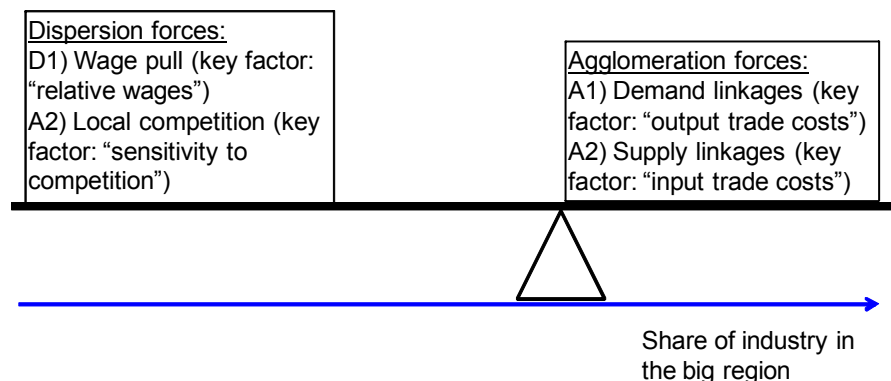 Dispersion forces:
D1) Wage pull (key factor:
“relative wages”)
A2) Local competition (key
factor: “sensitivity to
competition”)
Agglomeration forces:
A1) Demand linkages (key
factor: “output trade costs”)
A2) Supply linkages (key
factor: “input trade costs”)
Share of industry in
the big region